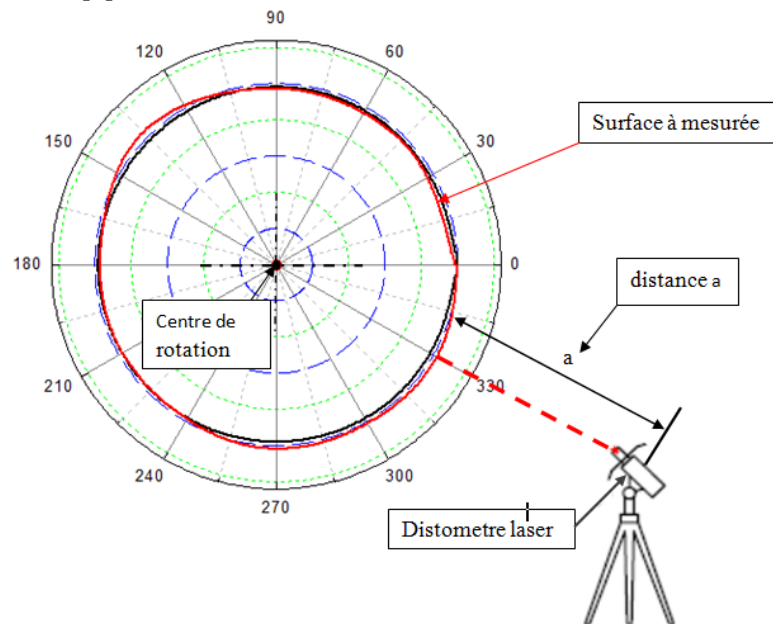 90
120
60
150
Surface à mesurée
30
180
0
distance a
Centre de
rotation
a
210
330
240
300
270
Distometre laser